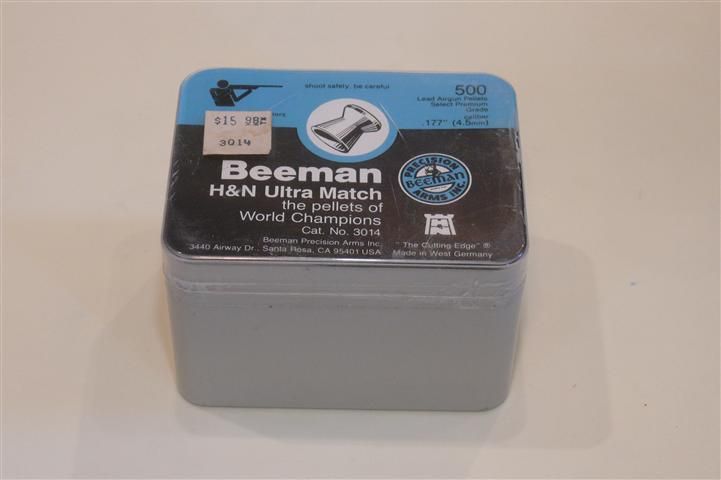 shoot safely, be careful
500
Lead Airgun Pellets
Select Premium
Grade
caliber
.177" (4.5mm)
$15.98
3014
Beeman
H&N Ultra Match
the pellets of
World Champions
Cat. No. 3014
Beeman Precision Arms Inc.
3440 Airway Dr., Santa Rosa, CA 95401 USA
PRECISION
BEEMAN
ARMS INC.
HN
"The Cutting Edge" ®
Made in West Germany